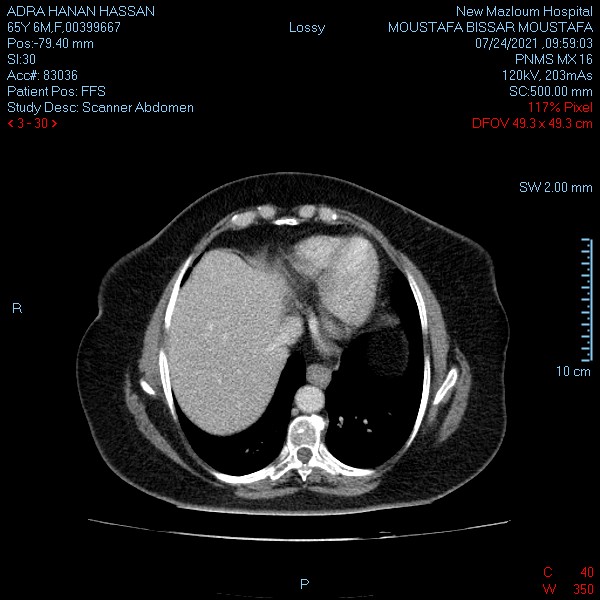 ADRA HANAN HASSAN
65Y 6M,F,00399667
Pos:-79.40 mm
SI:30
Acc#: 83036
Patient Pos: FFS
Study Desc: Scanner Abdomen
< 3 - 30 >
Lossy
New Mazloum Hospital
MOUSTAFA BISSAR MOUSTAFA
07/24/2021 ,09:59:03
PNMS MX 16
120kV, 203mAs
SC:500.00 mm
117% Pixel
DFOV 49.3 x 49.3 cm
SW 2.00 mm
R
10 cm
P
C 40
W 350